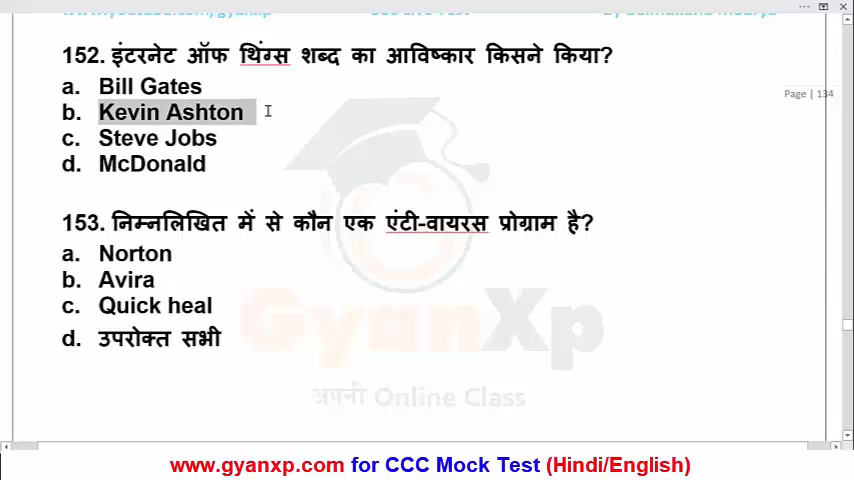 152. इंटरनेट ऑफ थिंग्स शब्द का आविष्कार किसने किया?
a. Bill Gates
Page | 134
b. Kevin Ashton
c. Steve Jobs
d. McDonald
153. निम्नलिखित में से कौन एक एंटी-वायरस प्रोग्राम है?
a. Norton
b. Avira
c. Quick heal
GyanXp
d. उपरोक्त सभी
अपनी Online Class
www.gyanxp.com for CCC Mock Test (Hindi/English)